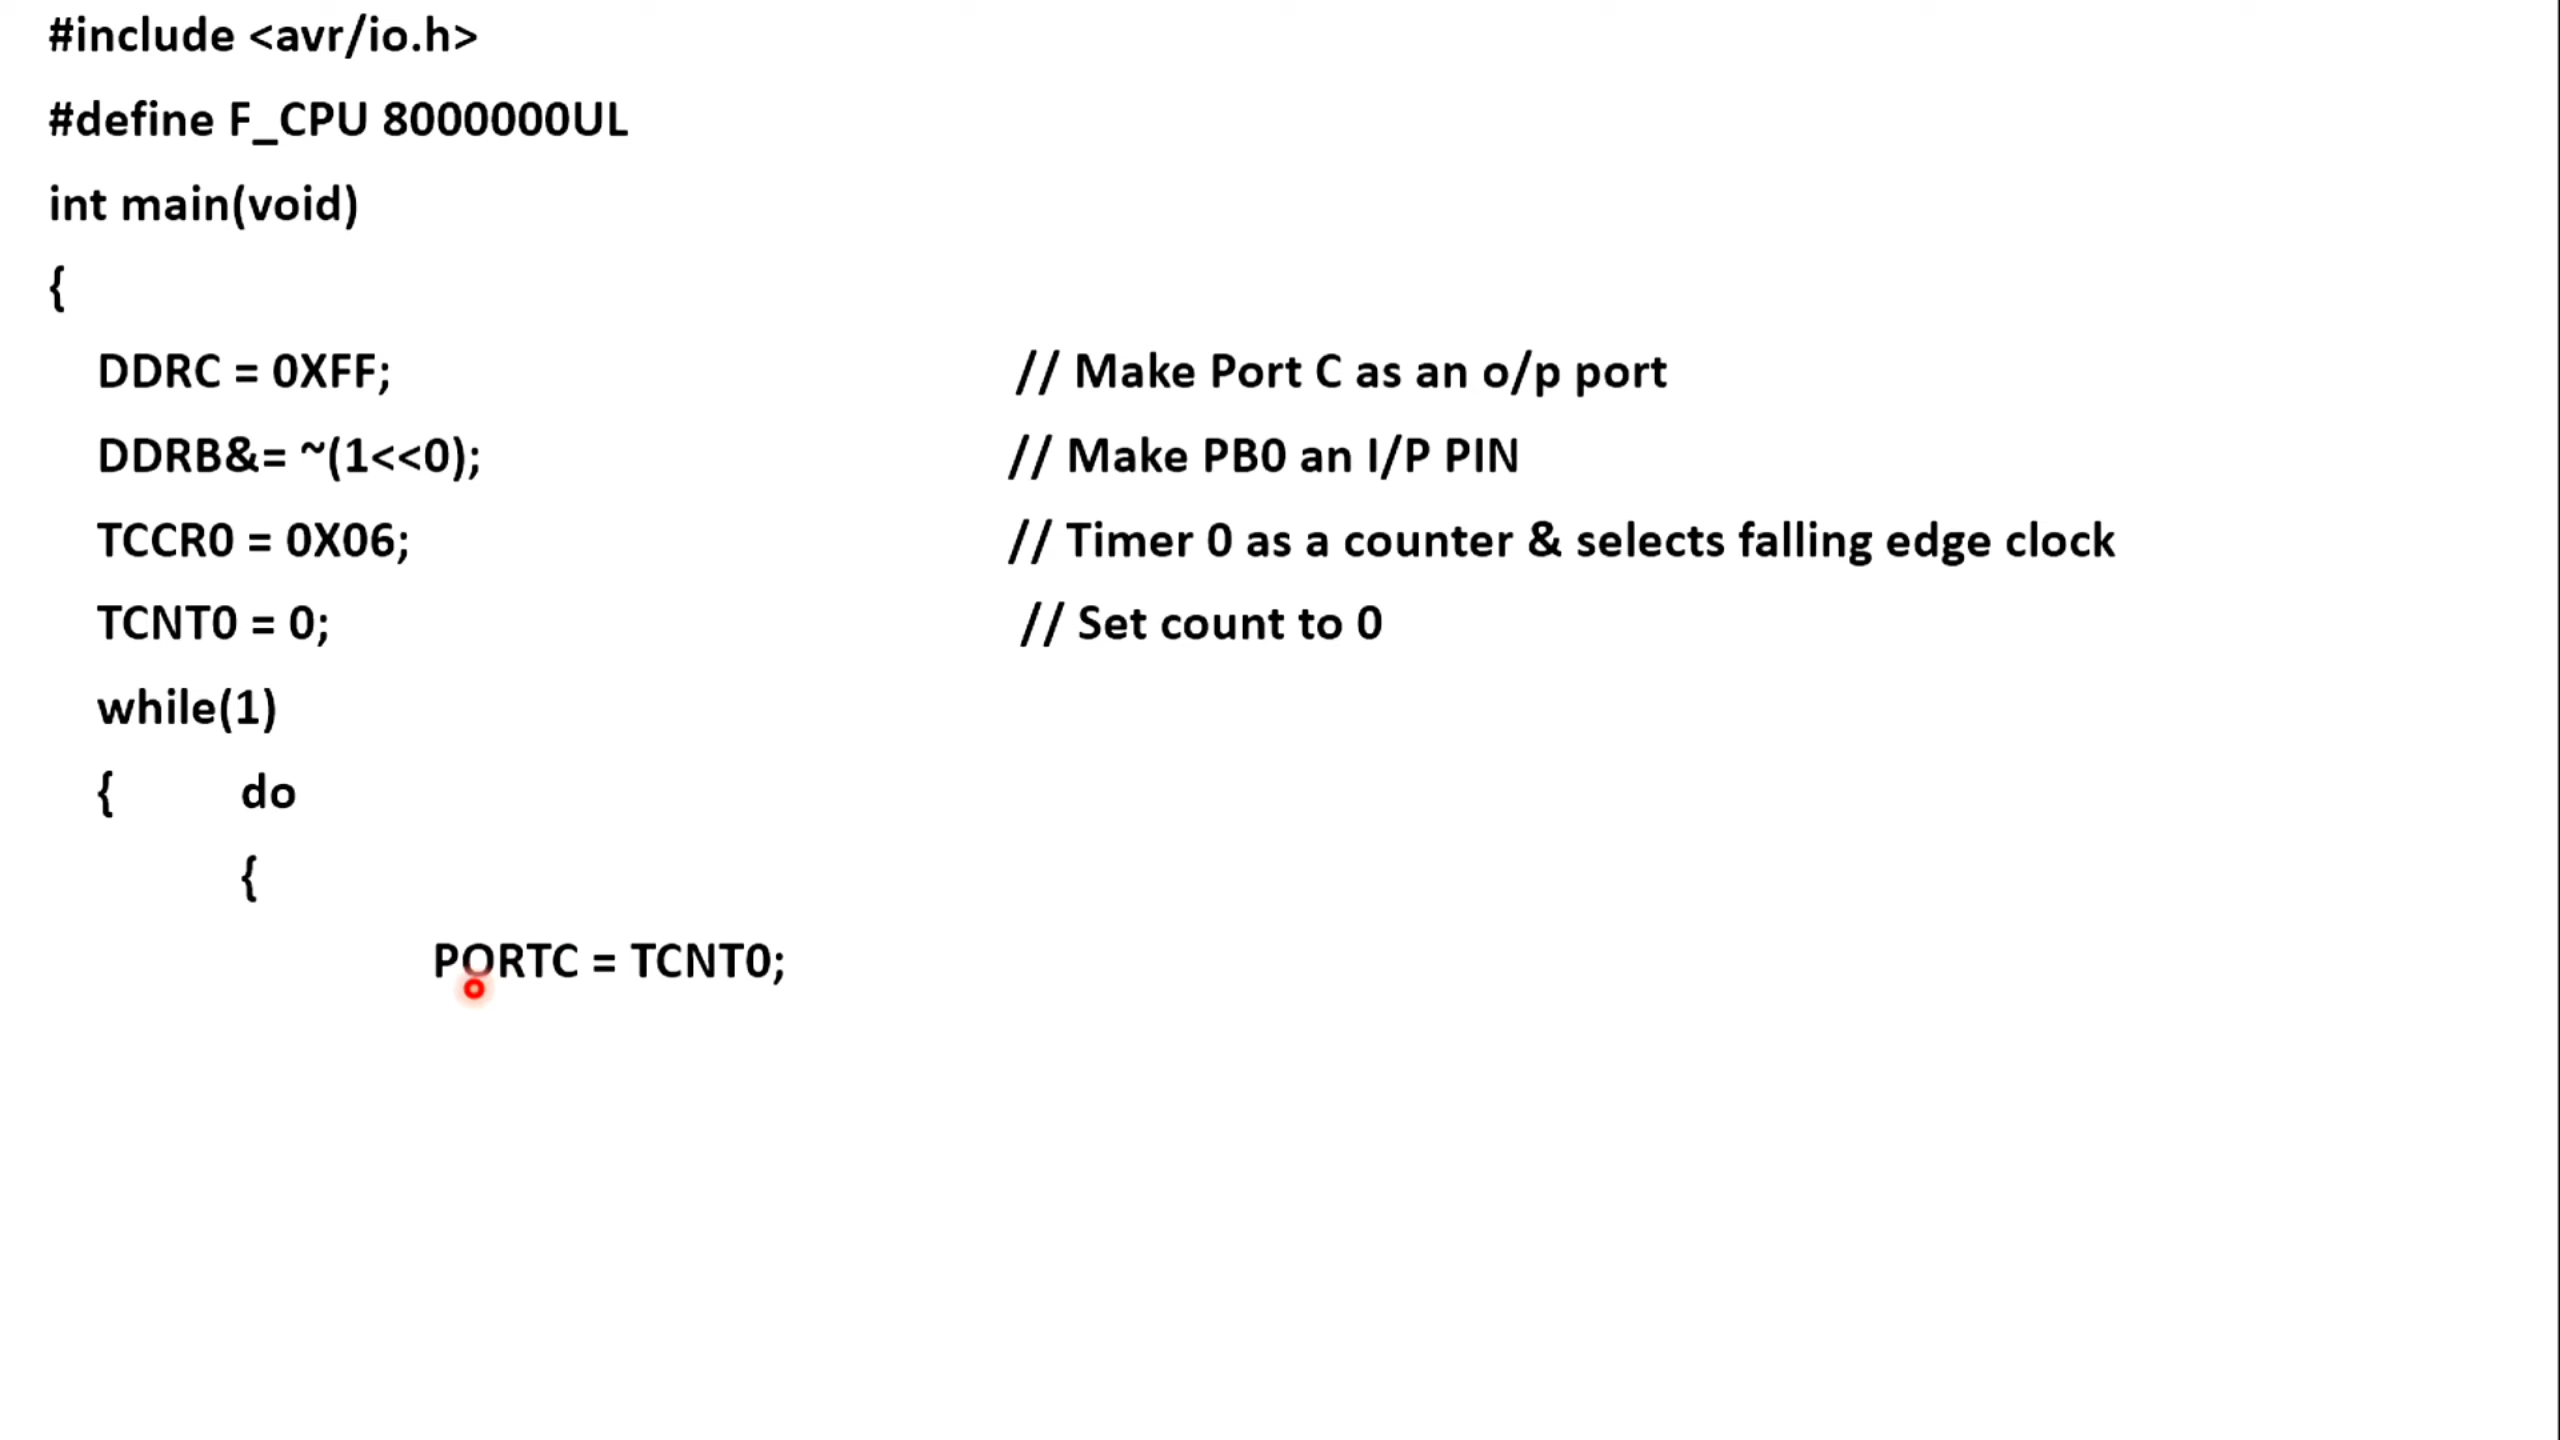 #include <avr/io.h>
#define F_CPU 8000000UL
int main(void)
{
DDRC = 0XFF; // Make Port C as an o/p port
DDRB&= ~(1<<0); // Make PB0 an I/P PIN
TCCR0 = 0X06; // Timer 0 as a counter & selects falling edge clock
TCNT0 = 0; // Set count to 0
while(1)
{ do
{
PORTC = TCNT0;